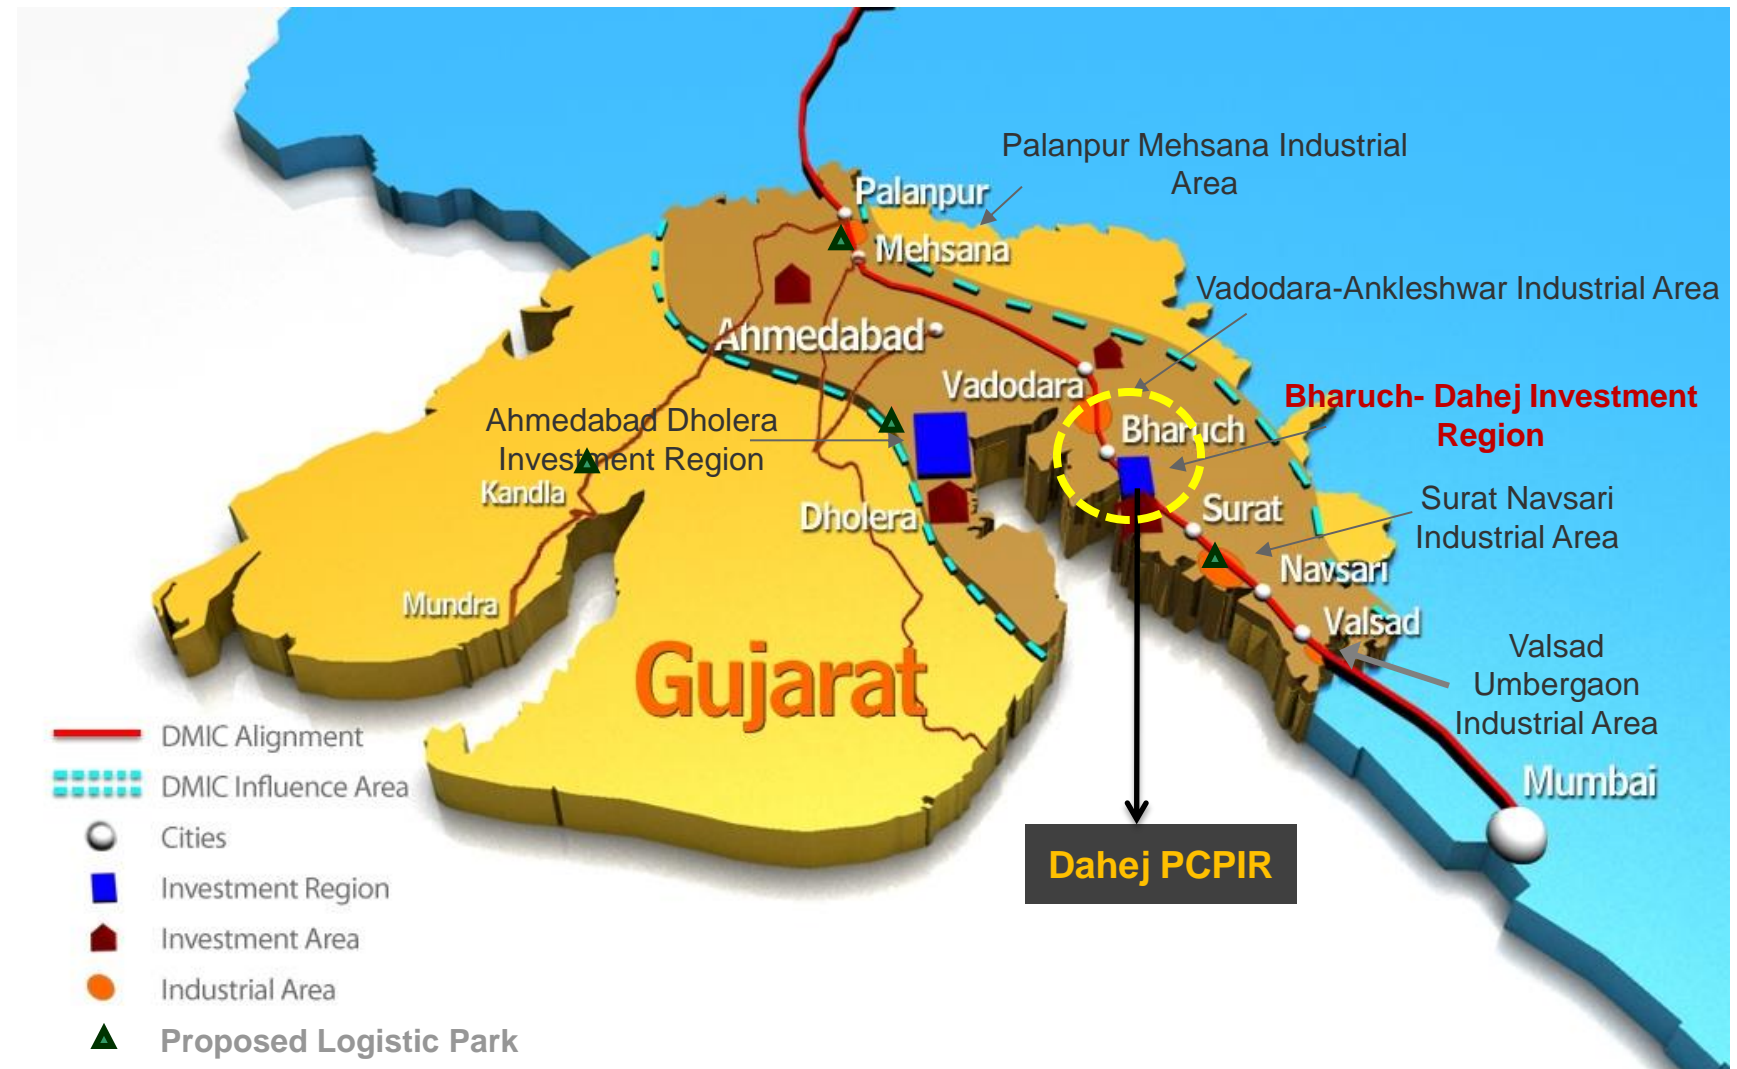 Palanpur Mehsana Industrial
Area
Palanpur
Mehsana
Vadodara-Ankleshwar Industrial Area
Ahmedabad
Vadodara
Bharuch- Dahej Investment
Region
Ahmedabad Dholera
Investment Region
Bharuch
Kandla
Dholera
Surat
Surat Navsari
Industrial Area
Navsari
Mundra
Valsad
Gujarat
Valsad
Umbergaon
Industrial Area
Mumbai
Dahej PCPIR
DMIC Alignment
DMIC Influence Area
Cities
Investment Region
Investment Area
Industrial Area
Proposed Logistic Park